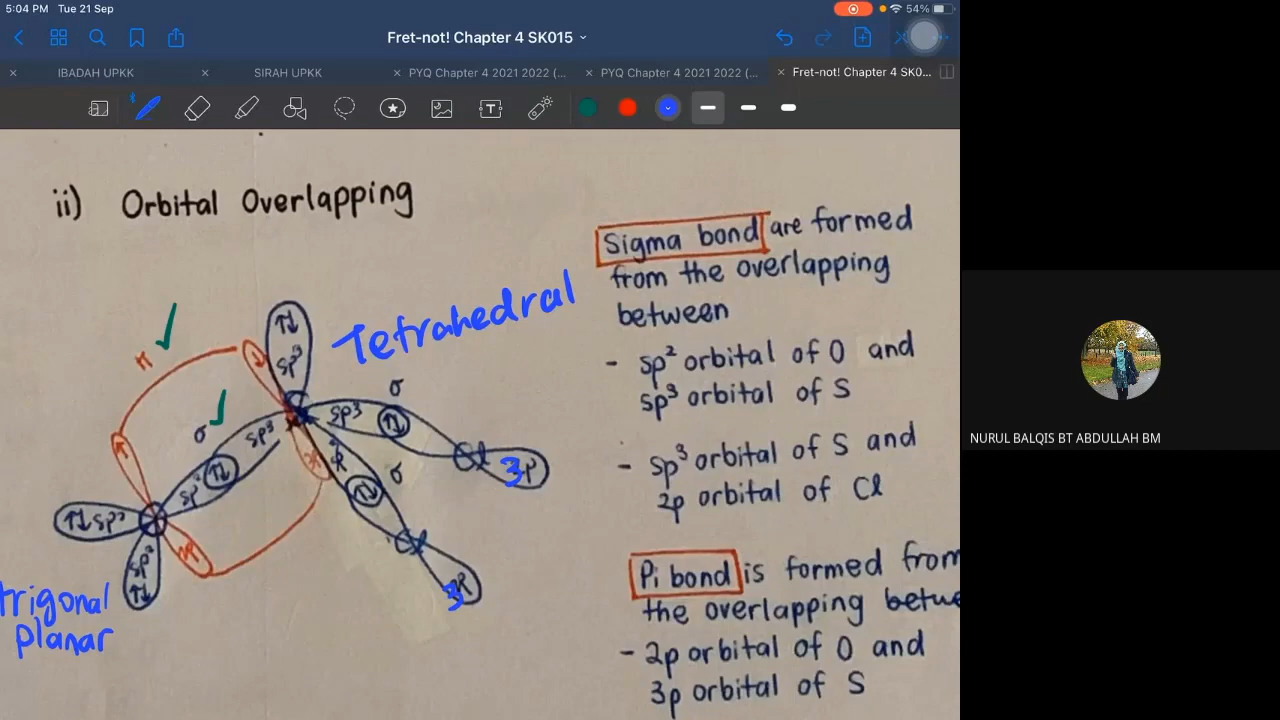 5:04 PM Tue 21 Sep
54%
Fret-not! Chapter 4 SK015
IBADAH UPKK
SIRAH UPKK
PYQ Chapter 4 2021 2022 (...
PYQ Chapter 4 2021 2022 (...
Fret-not! Chapter 4 SK0...
ii) Orbital Overlapping
Sigma bond are formed
from the overlapping
between
- sp² orbital of O and
sp³ orbital of S
- sp³ orbital of S and
2p orbital of Cl
Pi bond is formed from
the overlapping betwe
- 2p orbital of O and
3p orbital of S
Tetrahedral
π
sp³
σ
sp³
σ
sp³
σ
Cl
3p
sp²
sp²
sp²
2p
Cl
3p
trigonal
planar
NURUL BALQIS BT ABDULLAH BM